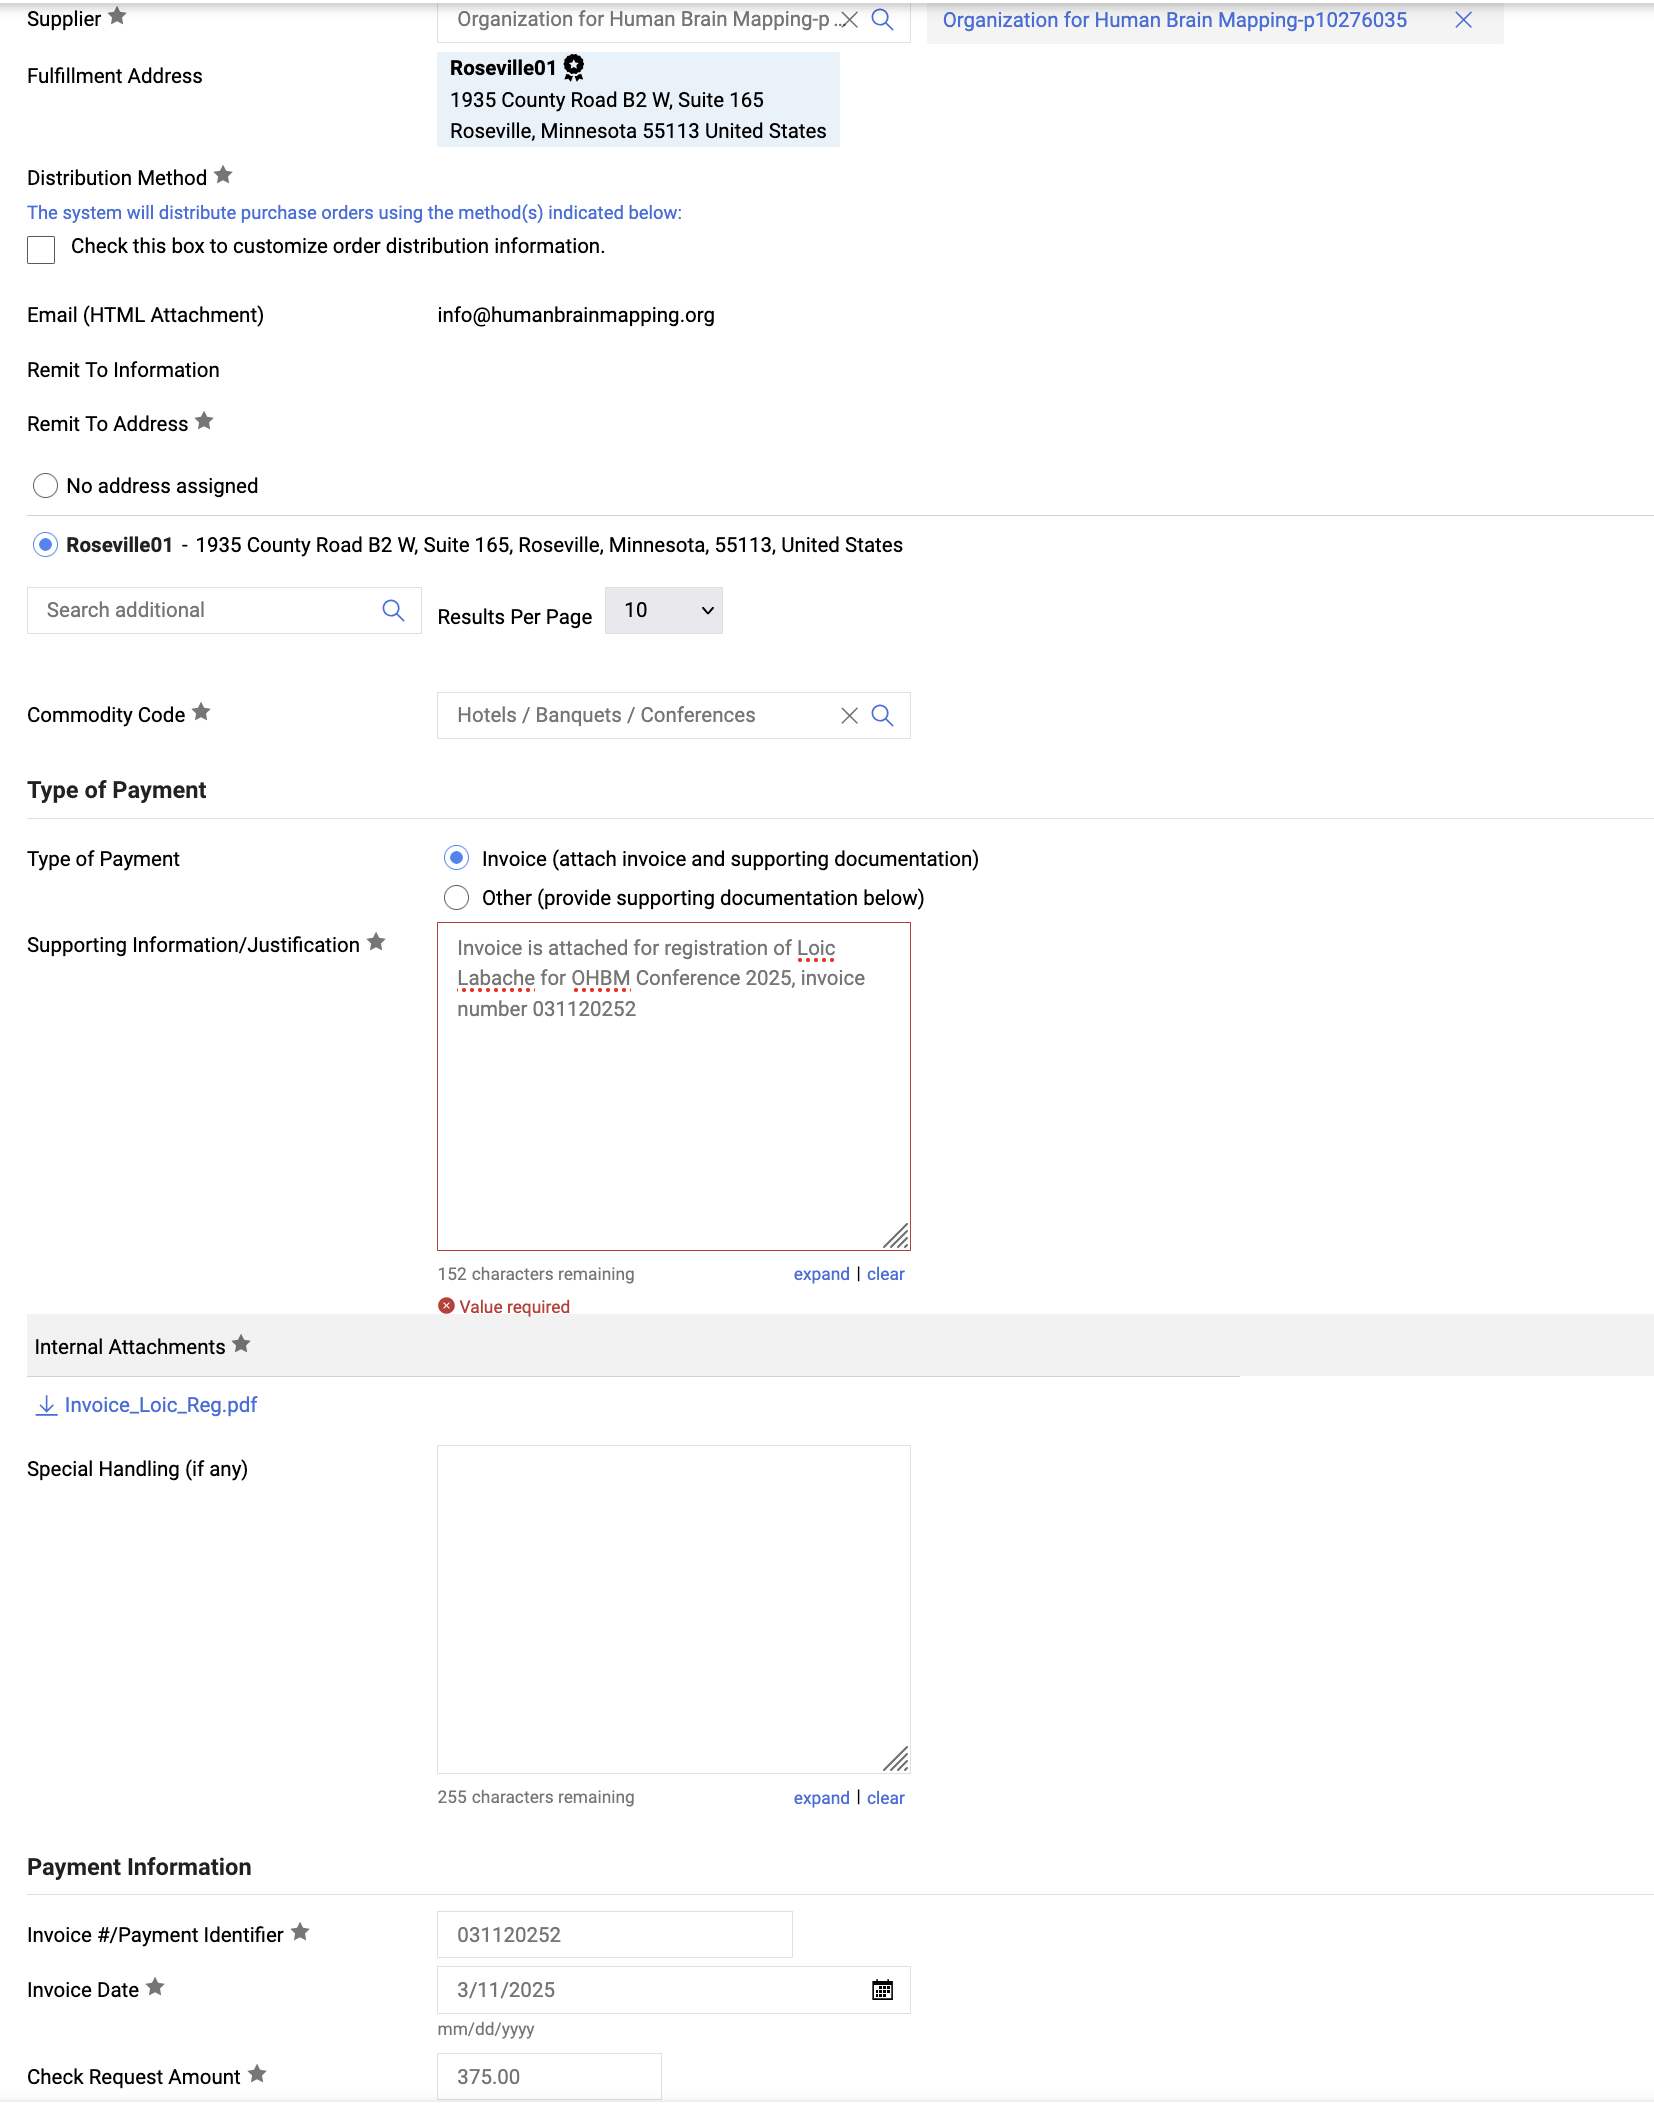 Supplier
Organization for Human Brain Mapping-p ...
Organization for Human Brain Mapping-p10276035
Fulfillment Address
Roseville01
1935 County Road B2 W, Suite 165
Roseville, Minnesota 55113 United States
Distribution Method
The system will distribute purchase orders using the method(s) indicated below:
Check this box to customize order distribution information.
Email (HTML Attachment)
info@humanbrainmapping.org
Remit To Information
Remit To Address
No address assigned
Roseville01 - 1935 County Road B2 W, Suite 165, Roseville, Minnesota, 55113, United States
Search additional
Results Per Page
10
Commodity Code
Hotels / Banquets / Conferences
Type of Payment
Type of Payment
Invoice (attach invoice and supporting documentation)
Other (provide supporting documentation below)
Supporting Information/Justification
Invoice is attached for registration of Loic
Labache for OHBM Conference 2025, invoice
number 031120252
152 characters remaining
expand | clear
Value required
Internal Attachments
Invoice_Loic_Reg.pdf
Special Handling (if any)
255 characters remaining
expand | clear
Payment Information
Invoice #/Payment Identifier
031120252
Invoice Date
3/11/2025
mm/dd/yyyy
Check Request Amount
375.00